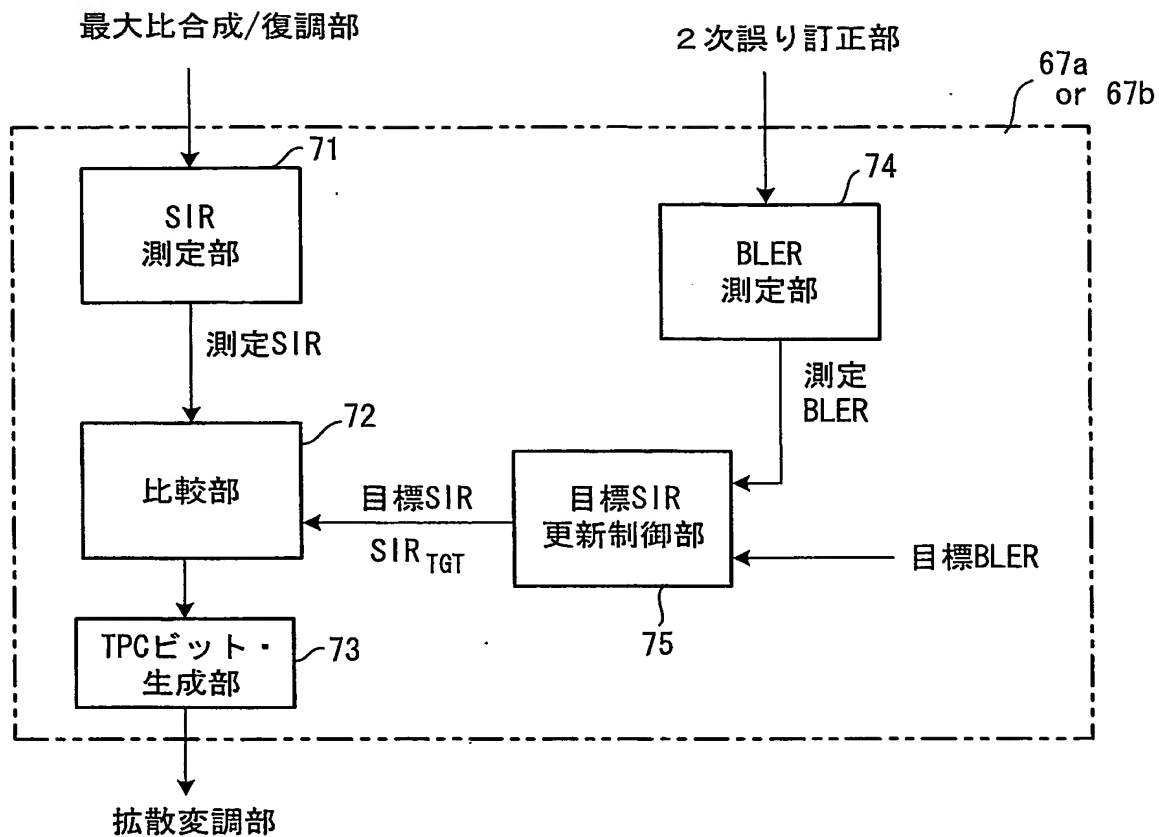 最大比合成/復調部
2次誤り訂正部
67a
or 67b
71
SIR
測定部
74
BLER
測定部
測定SIR
測定
BLER
72
比較部
目標SIR
SIR_TGT
目標SIR
更新制御部
目標BLER
75
TPCビット・
生成部
73
拡散変調部